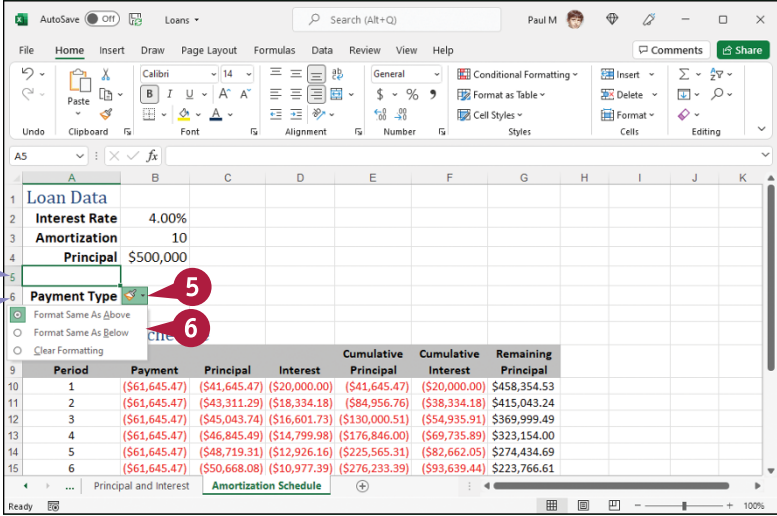 AutoSave Off Loans Search (Alt+Q) Paul M
File Home Insert Draw Page Layout Formulas Data Review View Help Comments Share
Calibri 14 General Conditional Formatting Insert
Paste B I U A A $ % 9 Format as Table Delete
A Cell Styles Format
Undo Clipboard Font Alignment Number Styles Cells Editing
A5 fx
A B C D E F G H I J K
1 Loan Data
2 Interest Rate 4.00%
3 Amortization 10
4 Principal $500,000
5
6 Payment Type 5
Format Same As Above
Format Same As Below 6
Clear Formatting
Cumulative Cumulative Remaining
9 Period Payment Principal Interest Principal Interest Principal
10 1 ($61,645.47) ($41,645.47) ($20,000.00) ($41,645.47) ($20,000.00) $458,354.53
11 2 ($61,645.47) ($43,311.29) ($18,334.18) ($84,956.76) ($38,334.18) $415,043.24
12 3 ($61,645.47) ($45,043.74) ($16,601.73) ($130,000.51) ($54,935.91) $369,999.49
13 4 ($61,645.47) ($46,845.49) ($14,799.98) ($176,846.00) ($69,735.89) $323,154.00
14 5 ($61,645.47) ($48,719.31) ($12,926.16) ($225,565.31) ($82,662.05) $274,434.69
15 6 ($61,645.47) ($50,668.08) ($10,977.39) ($276,233.39) ($93,639.44) $223,766.61
... Principal and Interest Amortization Schedule
Ready 100%